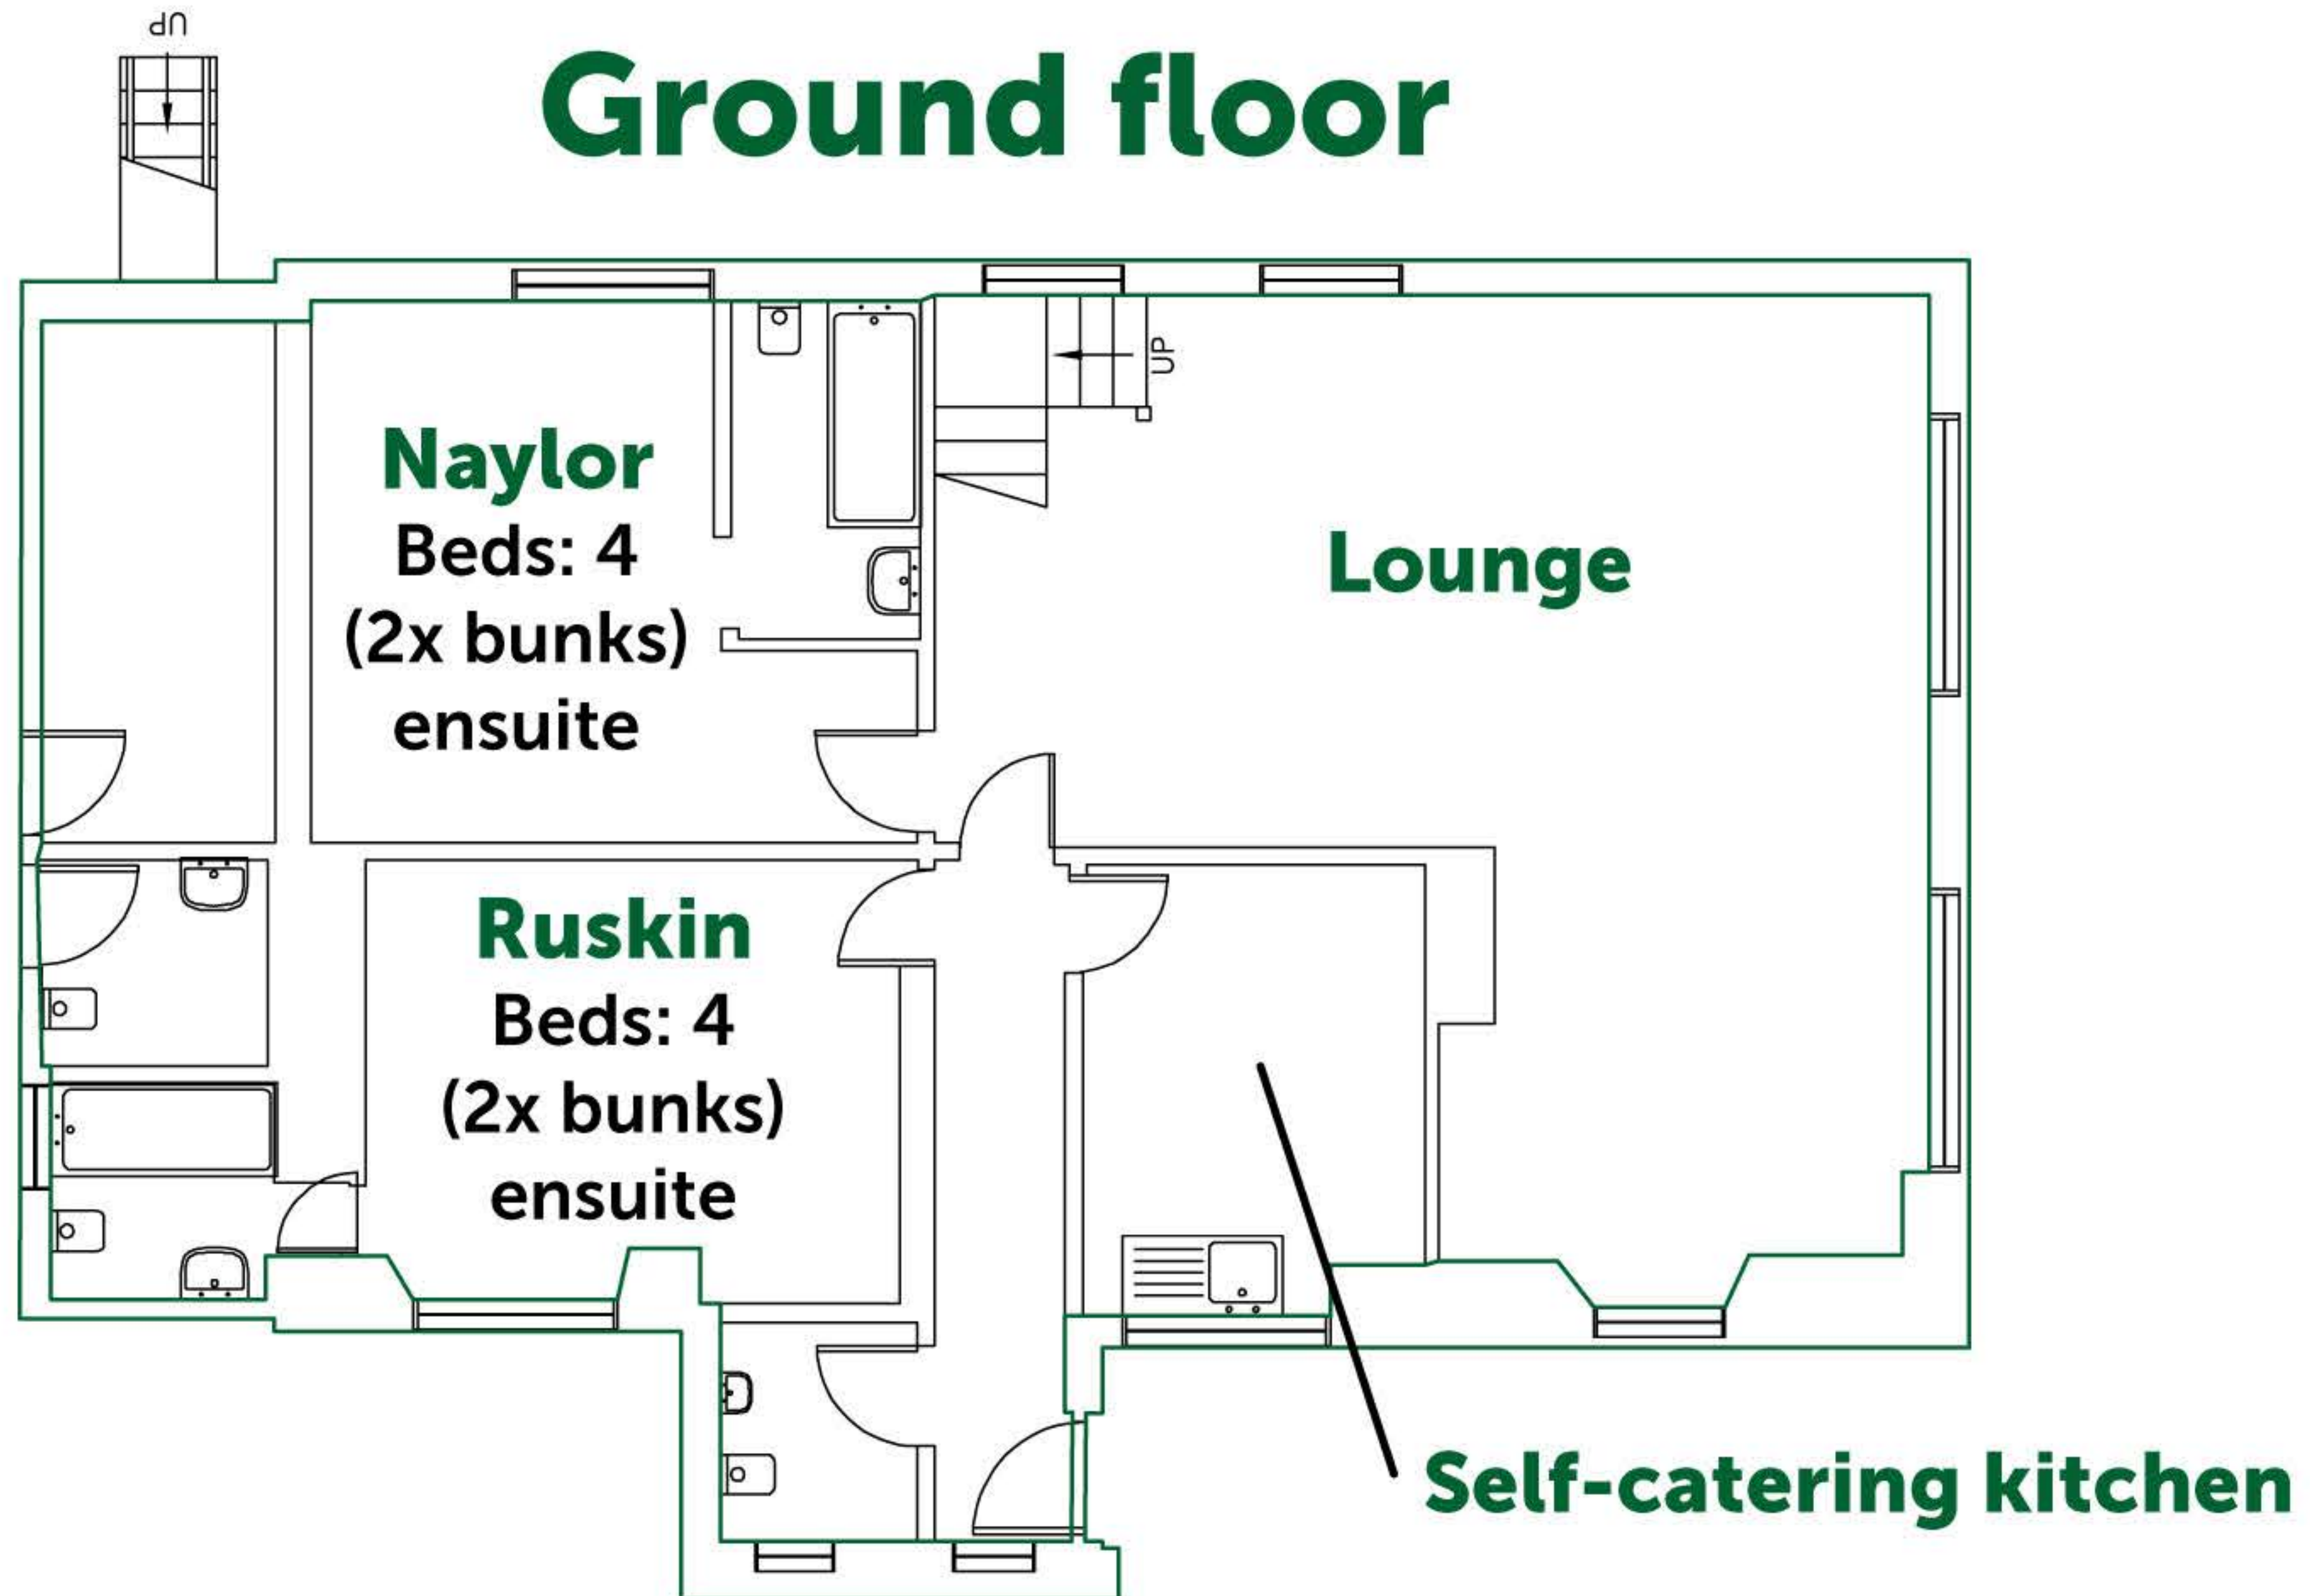 UP
Ground floor
UP
Naylor
Beds: 4
(2x bunks)
ensuite
Lounge
Ruskin
Beds: 4
(2x bunks)
ensuite
Self-catering kitchen